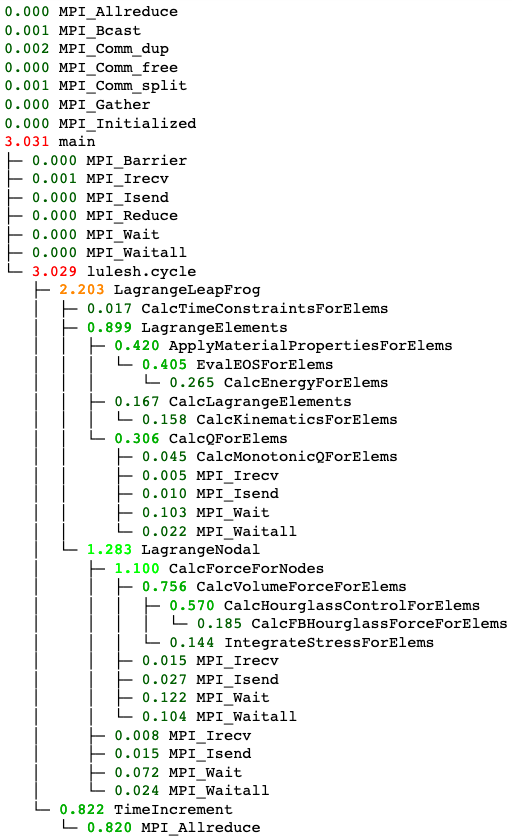 0.000 MPI_Allreduce
0.001 MPI_Bcast
0.002 MPI_Comm_dup
0.000 MPI_Comm_free
0.001 MPI_Comm_split
0.000 MPI_Gather
0.000 MPI_Initialized
3.031 main
├─ 0.000 MPI_Barrier
├─ 0.001 MPI_Irecv
├─ 0.000 MPI_Isend
├─ 0.000 MPI_Reduce
├─ 0.000 MPI_Wait
├─ 0.000 MPI_Waitall
└─ 3.029 lulesh.cycle
   ├─ 2.203 LagrangeLeapFrog
   │  ├─ 0.017 CalcTimeConstraintsForElems
   │  ├─ 0.899 LagrangeElements
   │  │  ├─ 0.420 ApplyMaterialPropertiesForElems
   │  │  │  └─ 0.405 EvalEOSForElems
   │  │  │     └─ 0.265 CalcEnergyForElems
   │  │  ├─ 0.167 CalcLagrangeElements
   │  │  │  └─ 0.158 CalcKinematicsForElems
   │  │  └─ 0.306 CalcQForElems
   │  │     ├─ 0.045 CalcMonotonicQForElems
   │  │     ├─ 0.005 MPI_Irecv
   │  │     ├─ 0.010 MPI_Isend
   │  │     ├─ 0.103 MPI_Wait
   │  │     └─ 0.022 MPI_Waitall
   │  └─ 1.283 LagrangeNodal
   │     ├─ 1.100 CalcForceForNodes
   │     │  ├─ 0.756 CalcVolumeForceForElems
   │     │  │  ├─ 0.570 CalcHourglassControlForElems
   │     │  │  │  └─ 0.185 CalcFBHourglassForceForElems
   │     │  │  └─ 0.144 IntegrateStressForElems
   │     │  ├─ 0.015 MPI_Irecv
   │     │  ├─ 0.027 MPI_Isend
   │     │  ├─ 0.122 MPI_Wait
   │     │  └─ 0.104 MPI_Waitall
   │     ├─ 0.008 MPI_Irecv
   │     ├─ 0.015 MPI_Isend
   │     ├─ 0.072 MPI_Wait
   │     └─ 0.024 MPI_Waitall
   └─ 0.822 TimeIncrement
      └─ 0.820 MPI_Allreduce